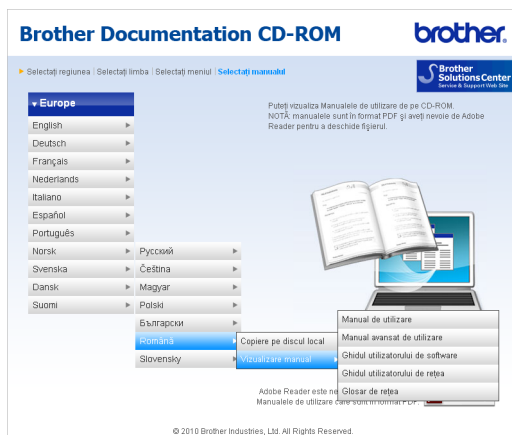 Brother Documentation CD-ROM
brother.
Selectați regiunea | Selectați limba | Selectați meniul | Selectați manualul
Brother
SolutionsCenter
Service & Support Web Site
Europe
English
Deutsch
Français
Nederlands
Italiano
Español
Português
Norsk
Svenska
Dansk
Suomi
Русский
Čeština
Magyar
Polski
Български
Română
Slovensky
Copiere pe discul local
Vizualizare manual
Manual de utilizare
Manual avansat de utilizare
Ghidul utilizatorului de software
Ghidul utilizatorului de rețea
Glosar de rețea
Puteți vizualiza Manualele de utilizare de pe CD-ROM.
NOTĂ: manualele sunt în format PDF și aveți nevoie de Adobe
Reader pentru a deschide fișierul.
Adobe Reader este
Manualele de utilizare care sunt în format PDF.
© 2010 Brother Industries, Ltd. All Rights Reserved.